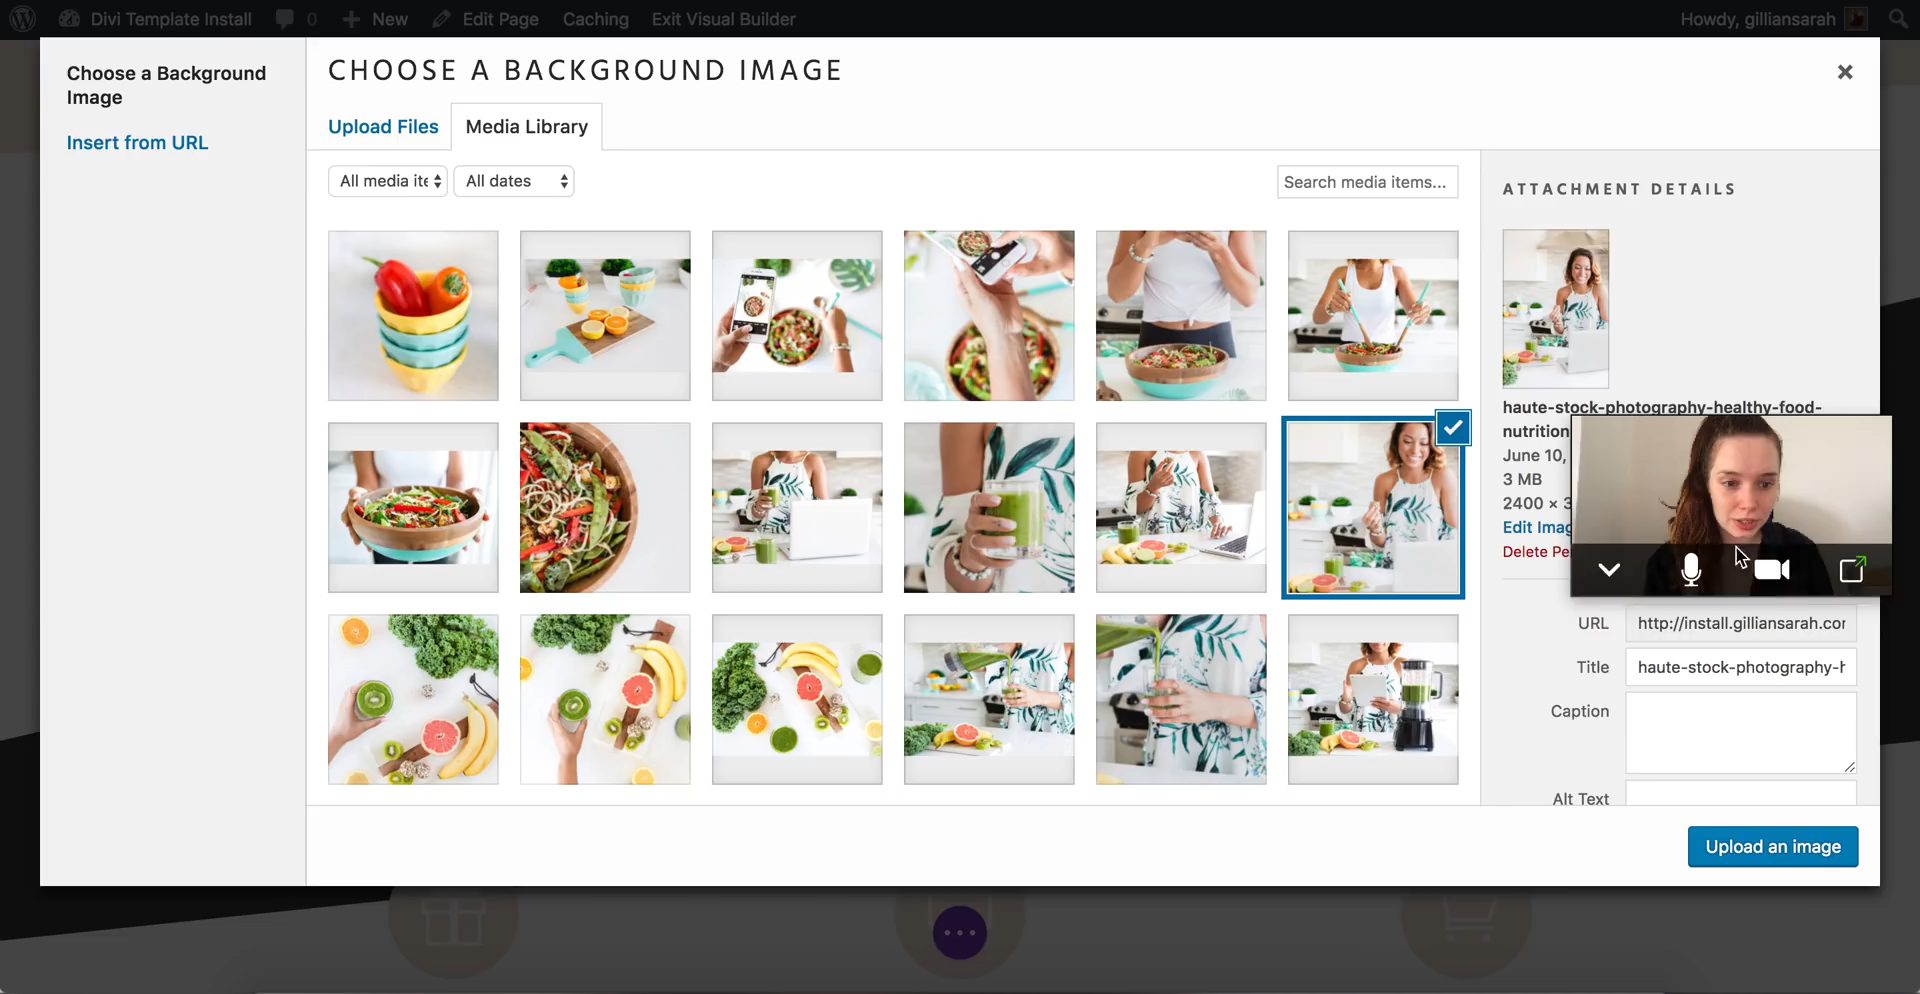 Divi Template Install 0 New Edit Page Caching Exit Visual Builder Howdy, gilliansarah
Choose a Background
Image
Insert from URL
CHOOSE A BACKGROUND IMAGE
Upload Files Media Library
All media ite All dates Search media items...
ATTACHMENT DETAILS
haute-stock-photography-healthy-food-
nutrition
June 10,
3 MB
2400 × 3
Edit Imag
Delete Pe
URL http://install.gilliansarah.cor
Title haute-stock-photography-h
Caption
Alt Text
Upload an image